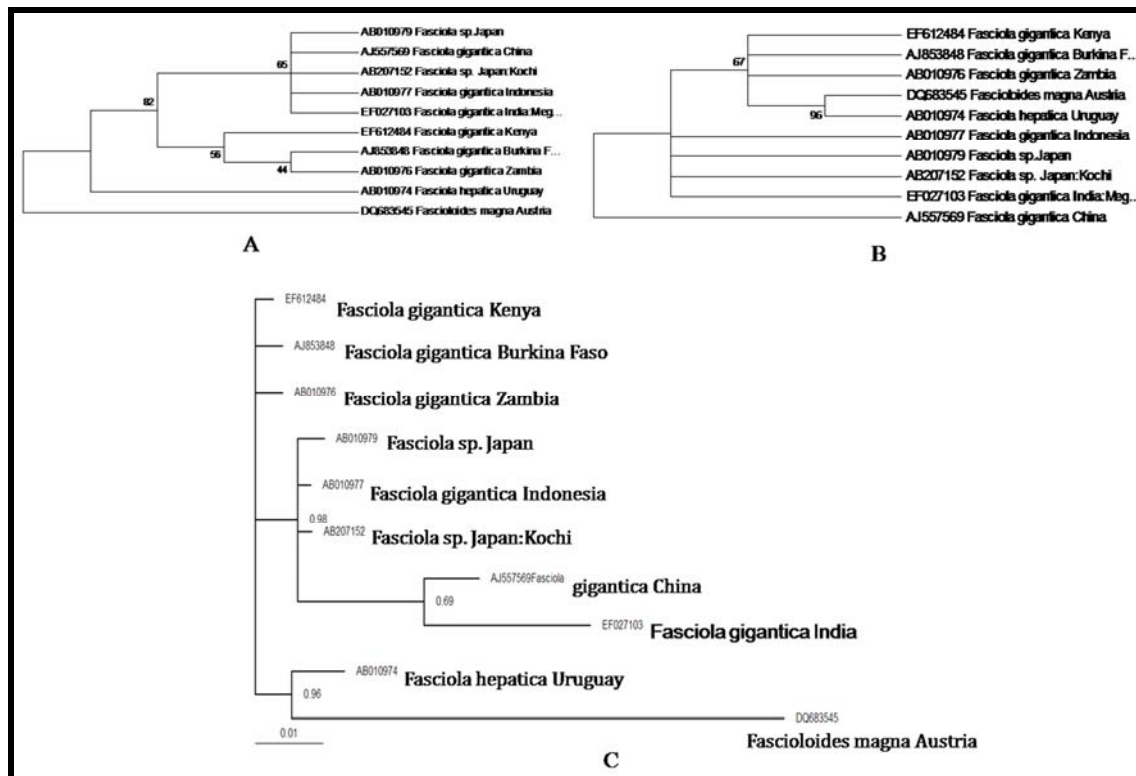 AB010979 Fasciola sp.Japan
AJ557569 Fasciola gigantica China
65
AB207152 Fasciola sp. Japan:Kochi
AB010977 Fasciola gigantica Indonesia
82
EF027103 Fasciola gigantica India:Meg...
EF612484 Fasciola gigantica Kenya
56
AJ853848 Fasciola gigantica Burkina F...
44
AB010976 Fasciola gigantica Zambia
AB010974 Fasciola hepatica Uruguay
DQ683545 Fascioloides magna Austria
A
EF612484 Fasciola gigantica Kenya
AJ853848 Fasciola gigantica Burkina F...
67
AB010976 Fasciola gigantica Zambia
DQ683545 Fascioloides magna Austria
96
AB010974 Fasciola hepatica Uruguay
AB010977 Fasciola gigantica Indonesia
AB010979 Fasciola sp.Japan
AB207152 Fasciola sp. Japan:Kochi
EF027103 Fasciola gigantica India:Meg...
AJ557569 Fasciola gigantica China
B
EF612484 Fasciola gigantica Kenya
AJ853848 Fasciola gigantica Burkina Faso
AB010976 Fasciola gigantica Zambia
AB010979 Fasciola sp. Japan
AB010977 Fasciola gigantica Indonesia
0.98
AB207152 Fasciola sp. Japan:Kochi
AJ557569Fasciola gigantica China
0.69
EF027103 Fasciola gigantica India
AB010974 Fasciola hepatica Uruguay
0.96
DQ683545
Fascioloides magna Austria
0.01
C